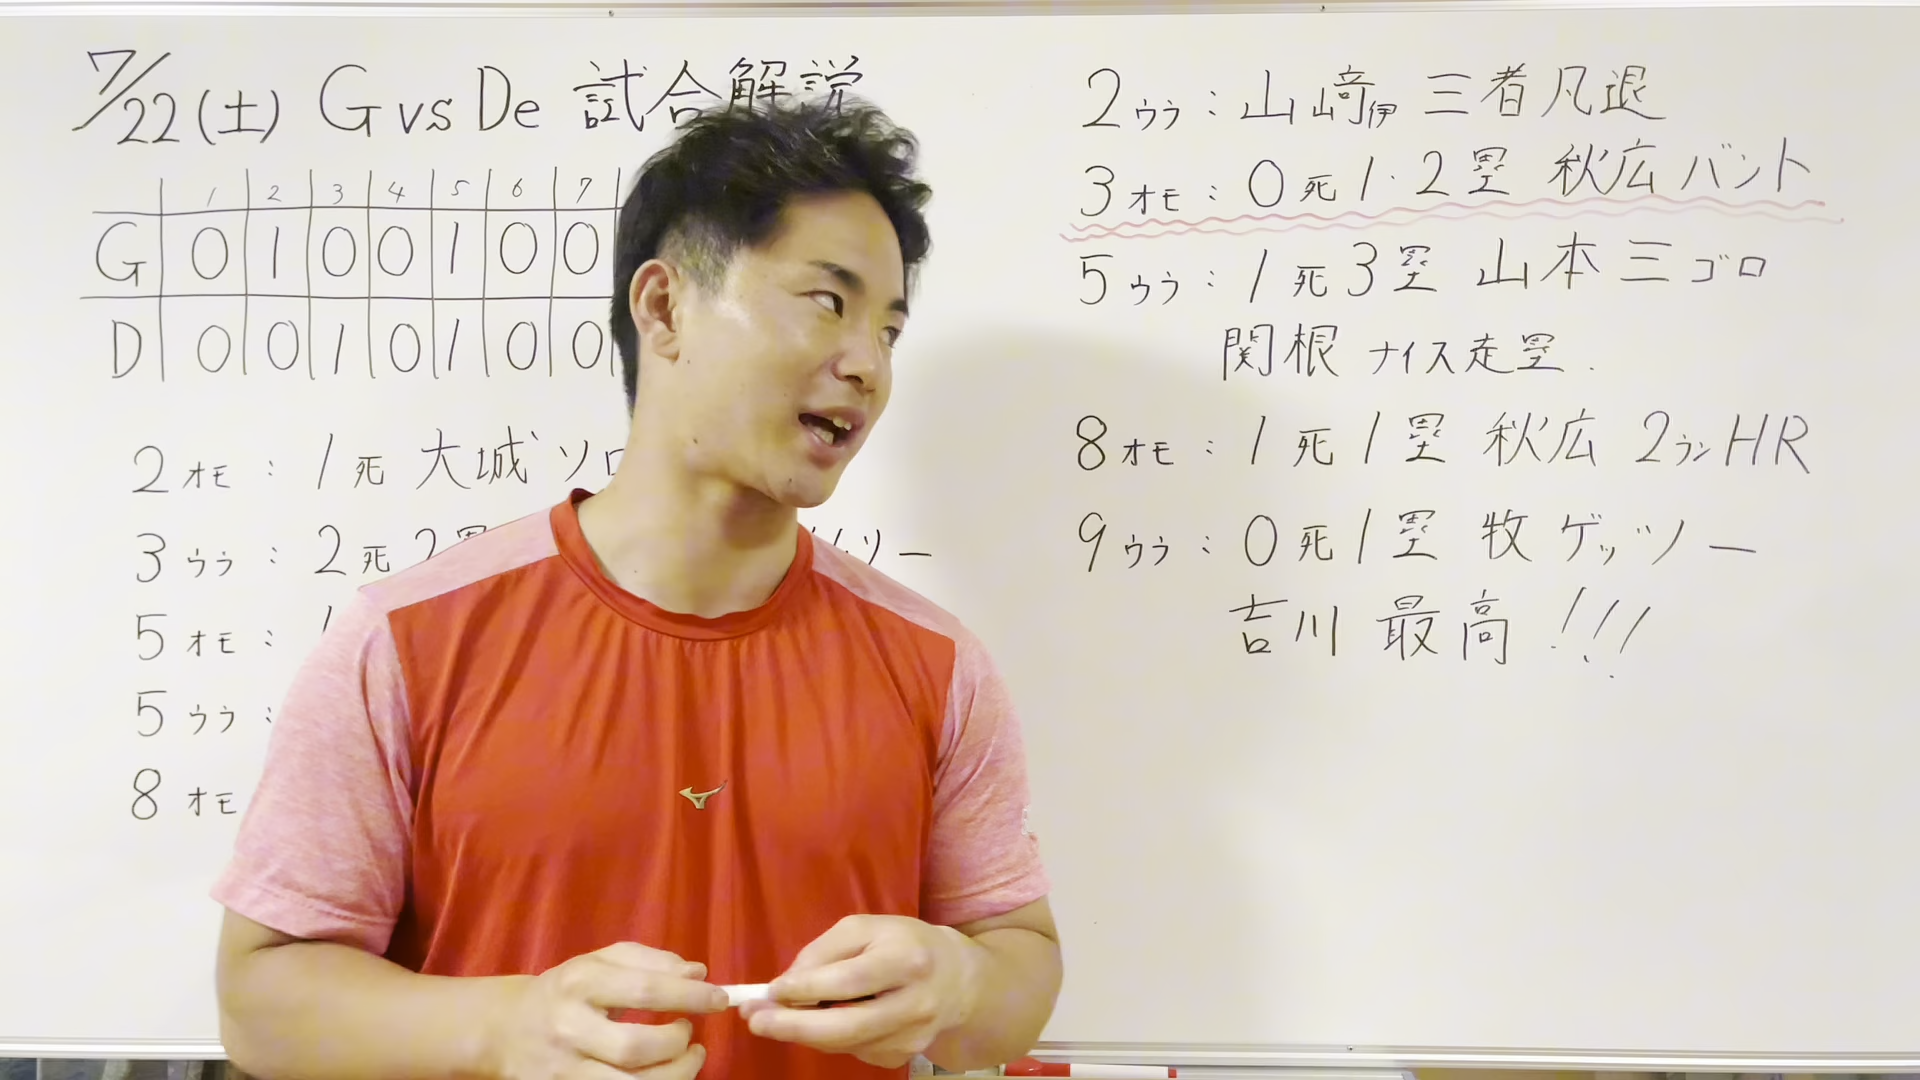 7/22(土) G vs De 試合解説
1 2 3 4 5 6 7
G 0 1 0 0 1 0 0
D 0 0 1 0 1 0 0
2オモ : 1死 大城 ソロ
3ウラ : 2死2塁 ムソー
5オモ : 1
5ウラ :
8オモ
2ウラ : 山﨑伊 三者凡退
3オモ : 0死1・2塁 秋広 バント
5ウラ : 1死3塁 山本 三ゴロ
関根 ナイス走塁.
8オモ : 1死1塁 秋広 2ランHR
9ウラ : 0死1塁 牧 ゲッツー
吉川 最高!!!